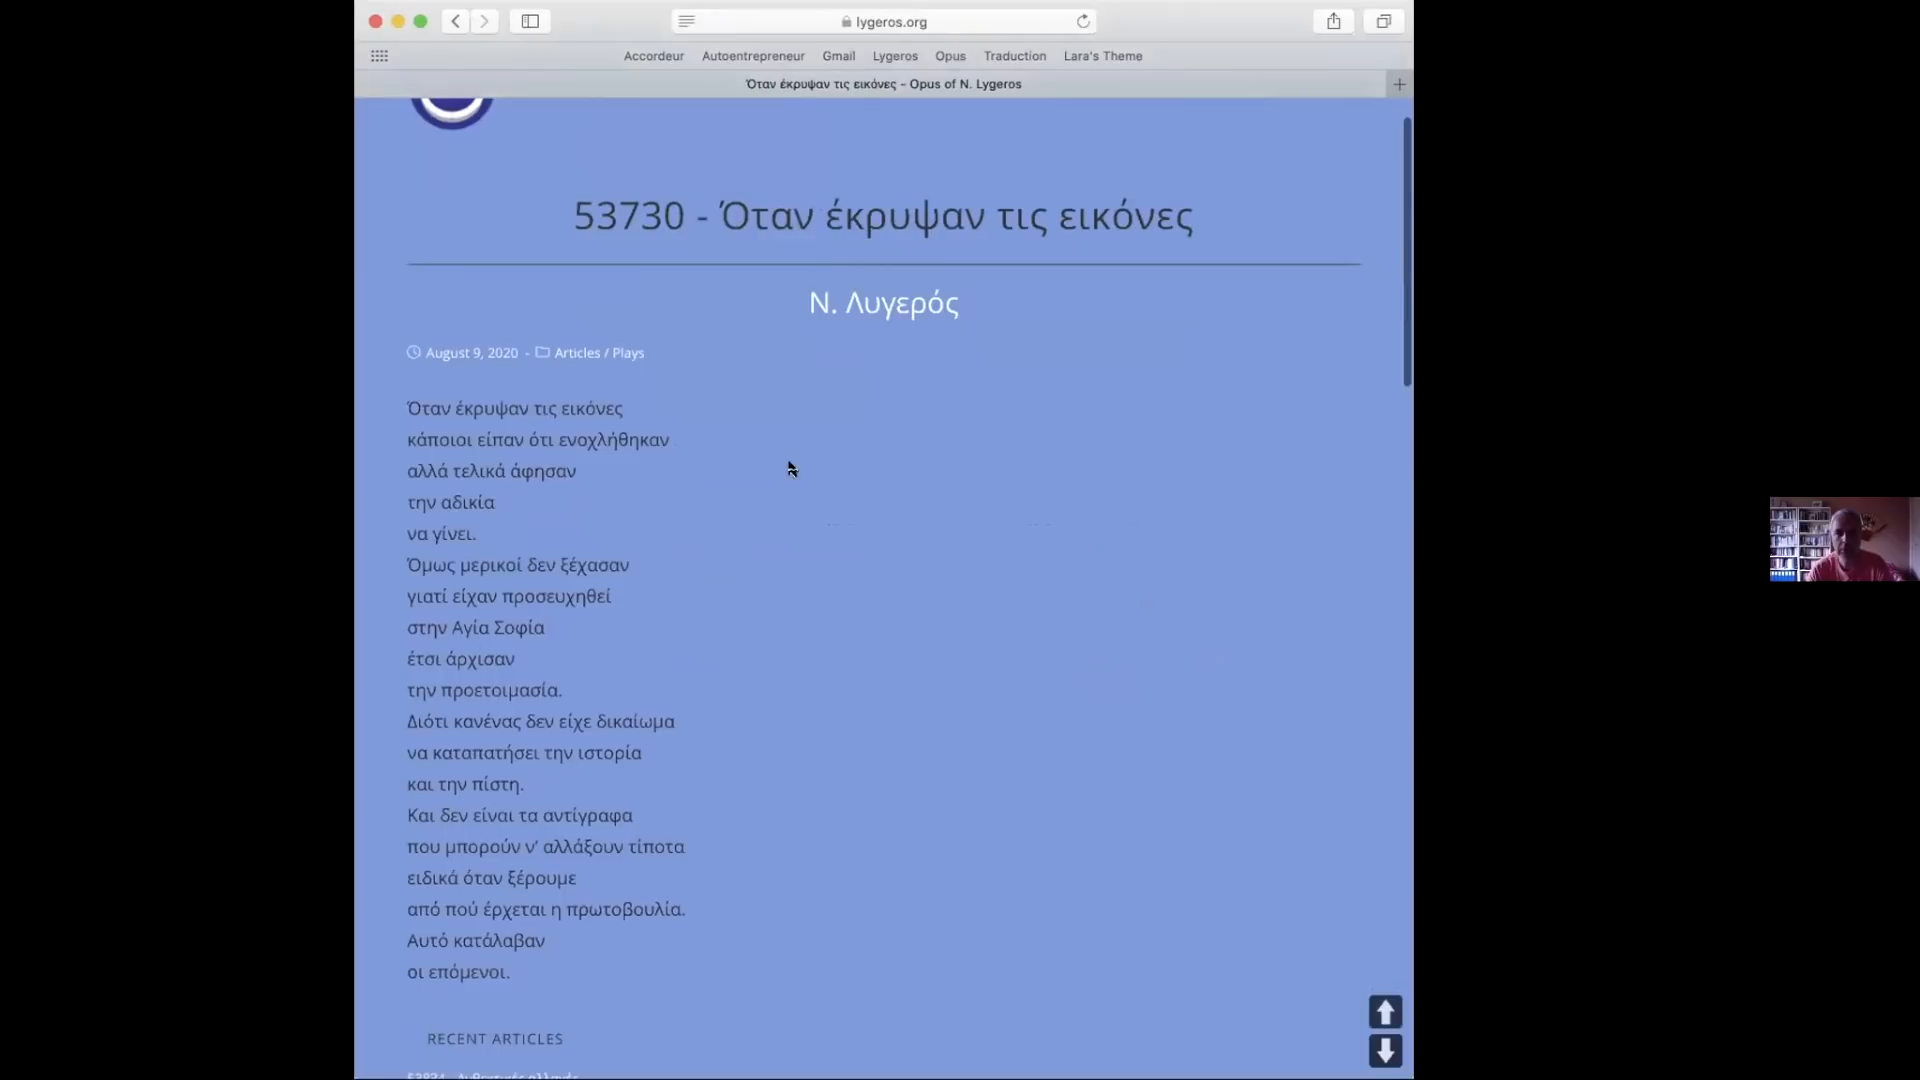 lygeros.org
Accordeur Autoentrepreneur Gmail Lygeros Opus Traduction Lara's Theme
Όταν έκρυψαν τις εικόνες – Opus of N. Lygeros
53730 - Όταν έκρυψαν τις εικόνες
Ν. Λυγερός
August 9, 2020 - Articles / Plays
Όταν έκρυψαν τις εικόνες
κάποιοι είπαν ότι ενοχλήθηκαν
αλλά τελικά άφησαν
την αδικία
να γίνει.
Όμως μερικοί δεν ξέχασαν
γιατί είχαν προσευχηθεί
στην Αγία Σοφία
έτσι άρχισαν
την προετοιμασία.
Διότι κανένας δεν είχε δικαίωμα
να καταπατήσει την ιστορία
και την πίστη.
Και δεν είναι τα αντίγραφα
που μπορούν ν’ αλλάξουν τίποτα
ειδικά όταν ξέρουμε
από πού έρχεται η πρωτοβουλία.
Αυτό κατάλαβαν
οι επόμενοι.
RECENT ARTICLES